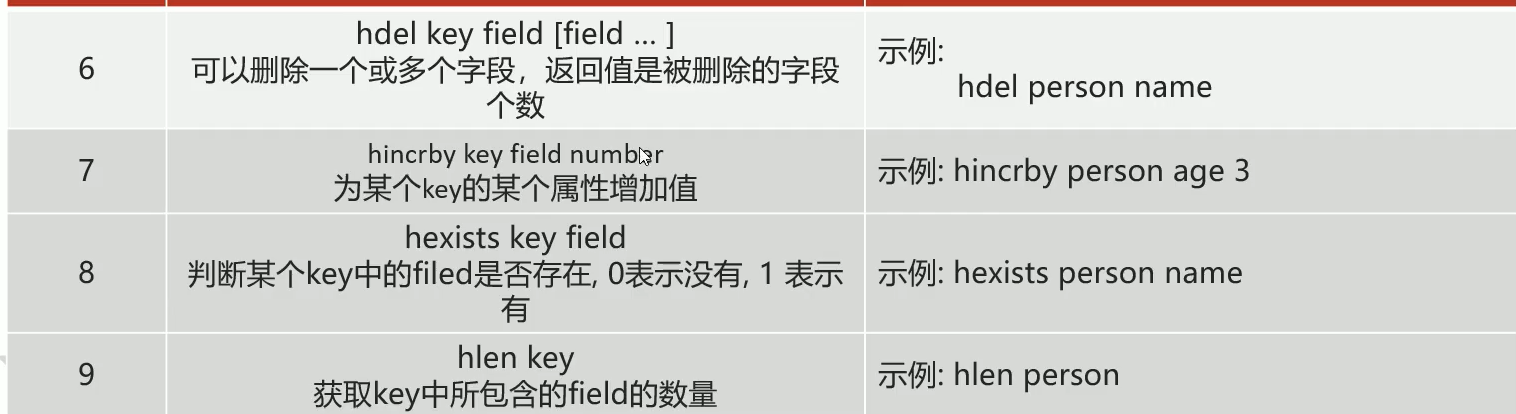 6
hdel key field [field ... ]
可以删除一个或多个字段，返回值是被删除的字段
个数
示例:
hdel person name
7
hincrby key field number
为某个key的某个属性增加值
示例: hincrby person age 3
8
hexists key field
判断某个key中的filed是否存在, 0表示没有, 1 表示
有
示例: hexists person name
9
hlen key
获取key中所包含的field的数量
示例: hlen person